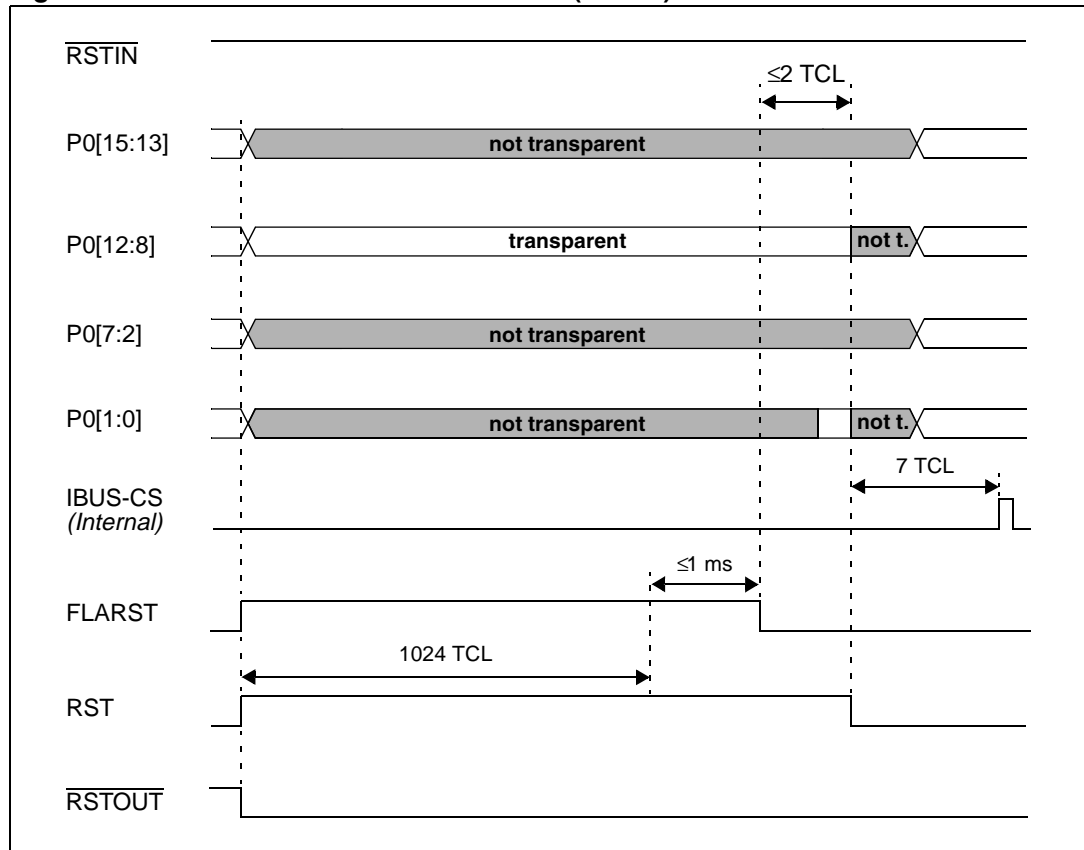 RSTIN
≤2 TCL
P0[15:13]
not transparent
P0[12:8]
transparent
not t.
P0[7:2]
not transparent
P0[1:0]
not transparent
not t.
7 TCL
IBUS-CS
(Internal)
≤1 ms
FLARST
1024 TCL
RST
RSTOUT